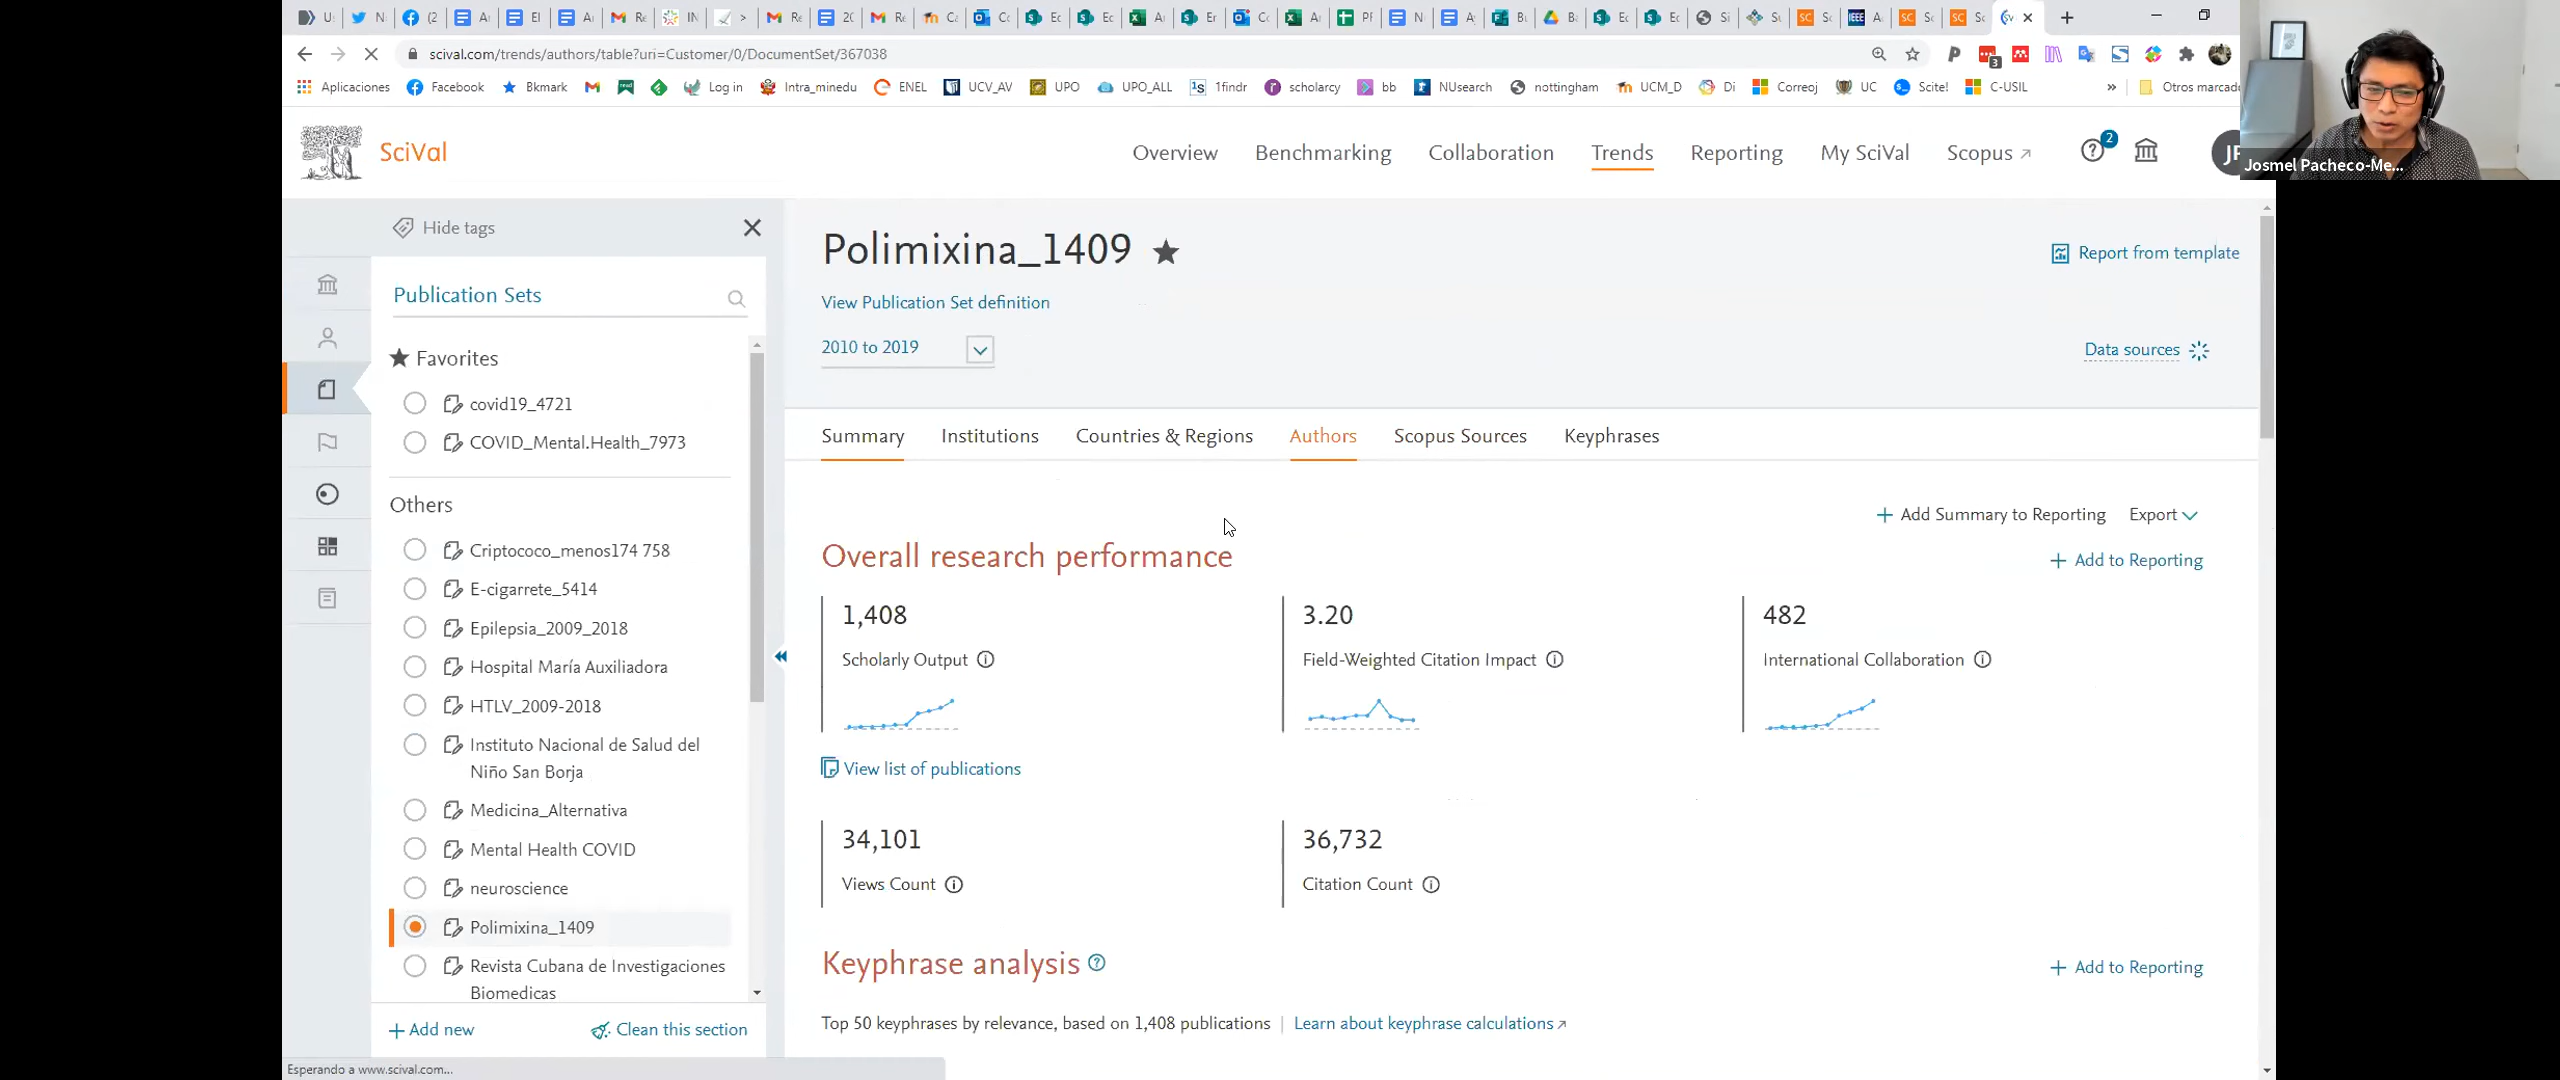 scival.com/trends/authors/table?uri=Customer/0/DocumentSet/367038
3
Aplicaciones
Facebook
Bkmark
Log in
Intra_minedu
ENEL
UCV_AV
UPO
UPO_ALL
1findr
scholarcy
bb
NUsearch
nottingham
UCM_D
Di
Correoj
UC
Scite!
C-USIL
»
Otros marcado
SciVal
Overview
Benchmarking
Collaboration
Trends
Reporting
My SciVal
Scopus
2
Josmel Pacheco-Me...
Hide tags
Publication Sets
Favorites
covid19_4721
COVID_Mental.Health_7973
Others
Criptococo_menos174 758
E-cigarrete_5414
Epilepsia_2009_2018
Hospital María Auxiliadora
HTLV_2009-2018
Instituto Nacional de Salud del
Niño San Borja
Medicina_Alternativa
Mental Health COVID
neuroscience
Polimixina_1409
Revista Cubana de Investigaciones
Biomedicas
+ Add new
Clean this section
Esperando a www.scival.com...
Polimixina_1409
Report from template
View Publication Set definition
2010 to 2019
Data sources
Summary
Institutions
Countries & Regions
Authors
Scopus Sources
Keyphrases
+ Add Summary to Reporting
Export
Overall research performance
+ Add to Reporting
1,408
Scholarly Output
3.20
Field-Weighted Citation Impact
482
International Collaboration
View list of publications
34,101
Views Count
36,732
Citation Count
Keyphrase analysis
+ Add to Reporting
Top 50 keyphrases by relevance, based on 1,408 publications | Learn about keyphrase calculations